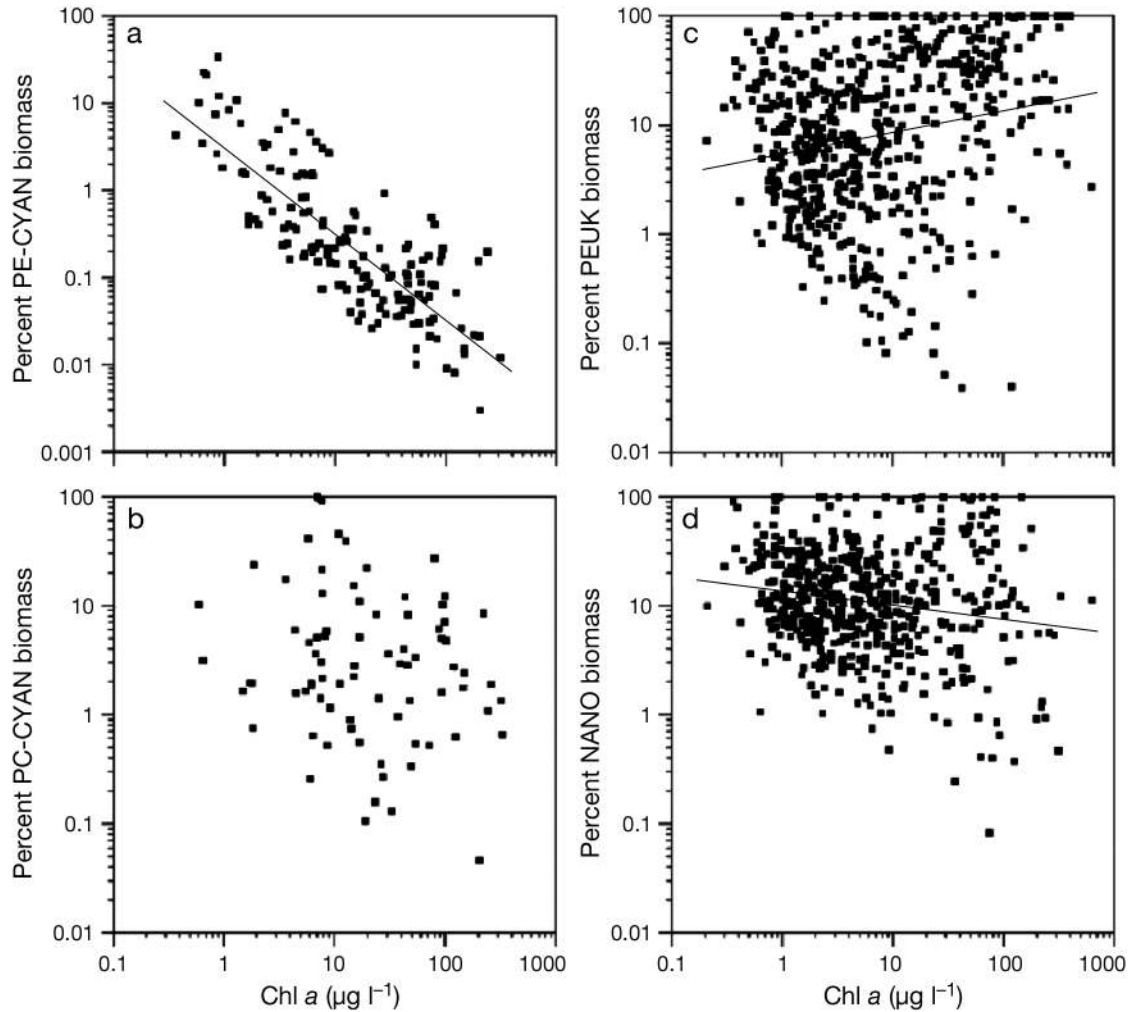 a
100
10
1
0.1
0.01
0.001
Percent PE-CYAN biomass
c
100
10
1
0.1
0.01
Percent PEUK biomass
b
100
10
1
0.1
0.01
Percent PC-CYAN biomass
0.1 1 10 100 1000
Chl a (µg l–1)
d
100
10
1
0.1
0.01
Percent NANO biomass
0.1 1 10 100 1000
Chl a (µg l–1)